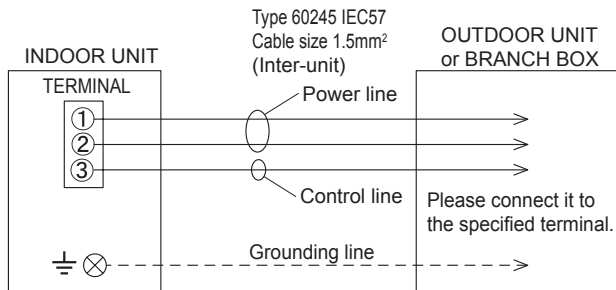 Type 60245 IEC57
Cable size 1.5mm²
(Inter-unit)
INDOOR UNIT
OUTDOOR UNIT
or BRANCH BOX
TERMINAL
Power line
①
②
③
Control line
Please connect it to
the specified terminal.
Grounding line